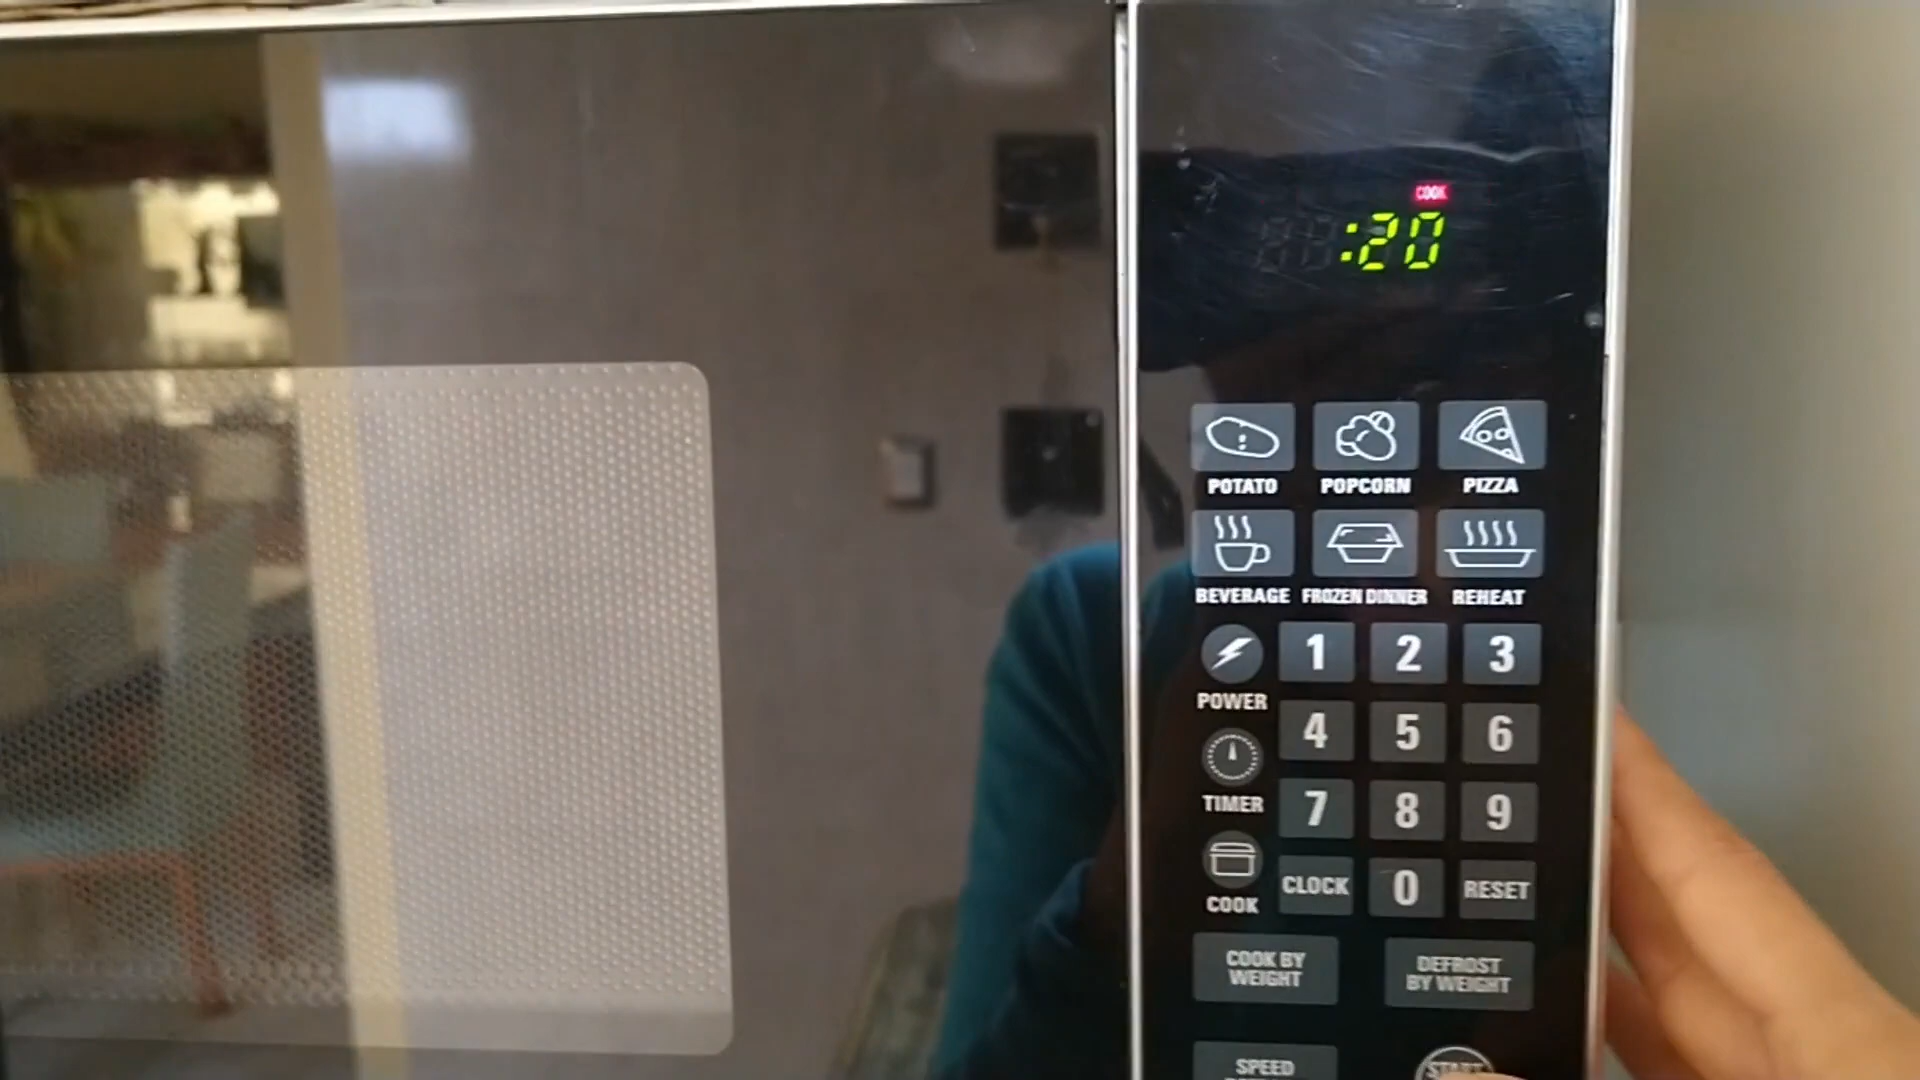 COOK
:20
POTATO POPCORN PIZZA
BEVERAGE FROZEN DINNER REHEAT
1 2 3
POWER
4 5 6
TIMER
7 8 9
COOK
CLOCK 0 RESET
COOK BY WEIGHT
DEFROST BY WEIGHT
SPEED
START